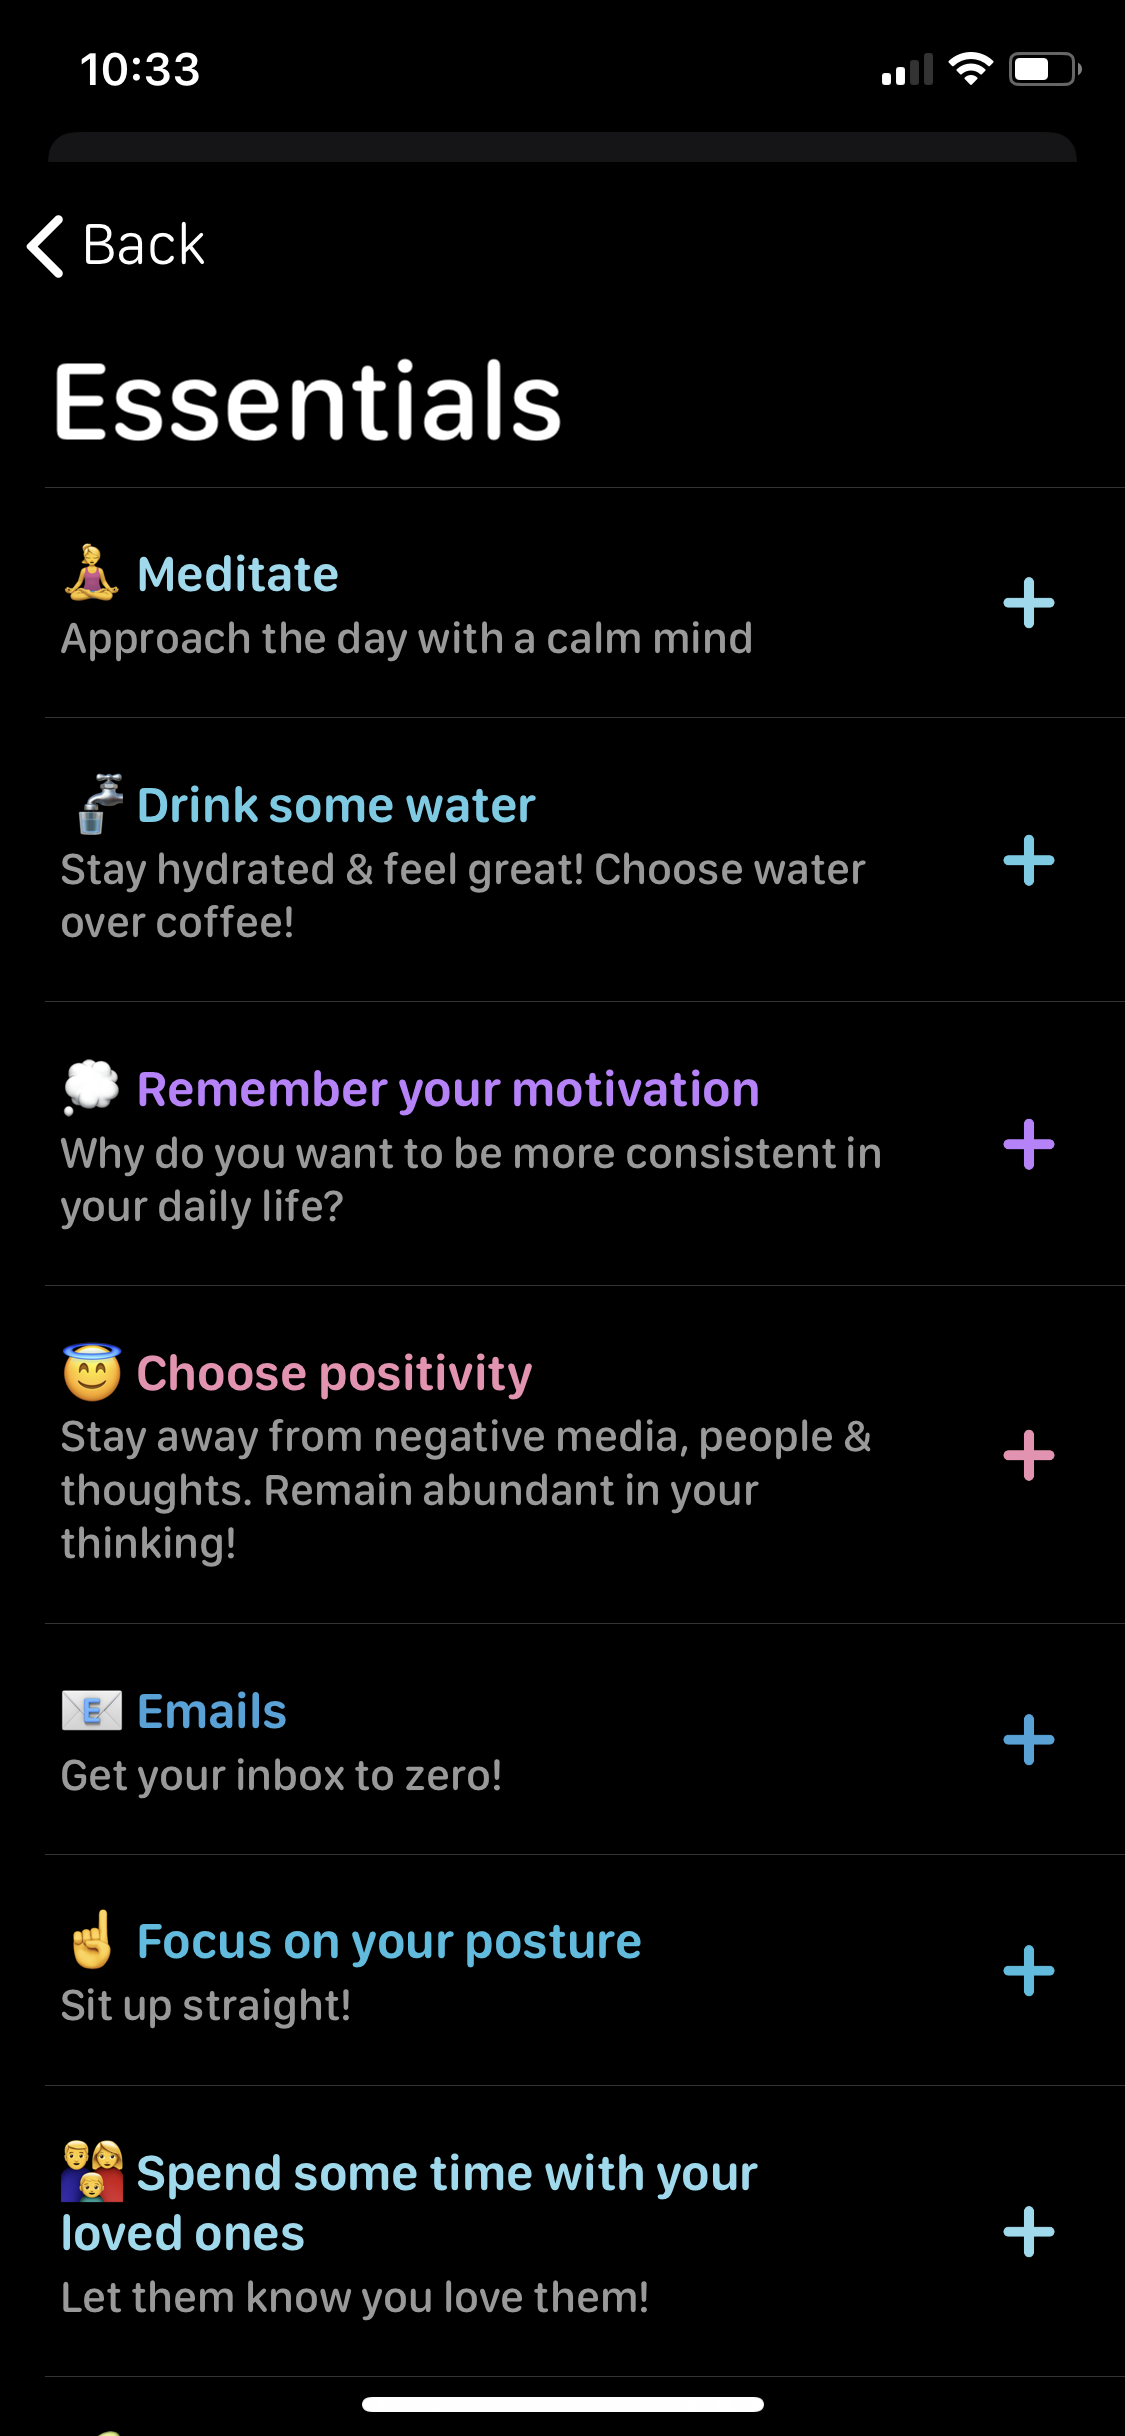 10:33
Back
Essentials
Meditate
Approach the day with a calm mind
Drink some water
Stay hydrated & feel great! Choose water
over coffee!
Remember your motivation
Why do you want to be more consistent in
your daily life?
Choose positivity
Stay away from negative media, people &
thoughts. Remain abundant in your
thinking!
Emails
Get your inbox to zero!
Focus on your posture
Sit up straight!
Spend some time with your
loved ones
Let them know you love them!